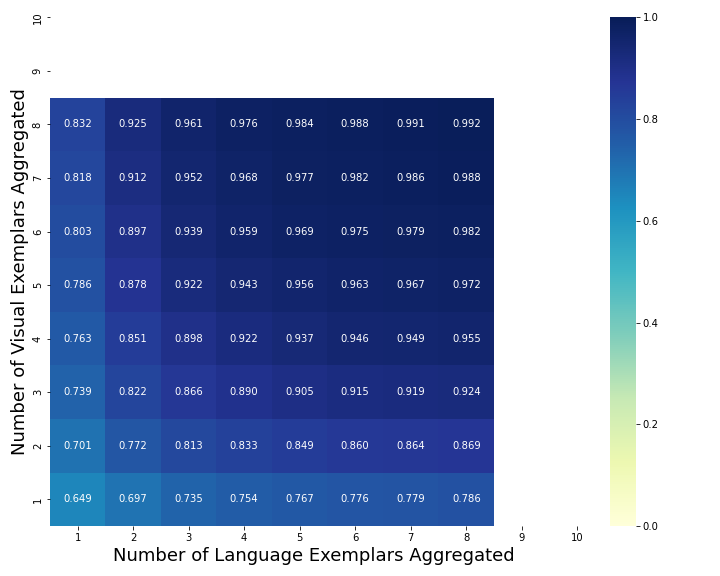 10
9
8 0.832 0.925 0.961 0.976 0.984 0.988 0.991 0.992
7 0.818 0.912 0.952 0.968 0.977 0.982 0.986 0.988
6 0.803 0.897 0.939 0.959 0.969 0.975 0.979 0.982
5 0.786 0.878 0.922 0.943 0.956 0.963 0.967 0.972
4 0.763 0.851 0.898 0.922 0.937 0.946 0.949 0.955
3 0.739 0.822 0.866 0.890 0.905 0.915 0.919 0.924
2 0.701 0.772 0.813 0.833 0.849 0.860 0.864 0.869
1 0.649 0.697 0.735 0.754 0.767 0.776 0.779 0.786
1 2 3 4 5 6 7 8 9 10
Number of Language Exemplars Aggregated
Number of Visual Exemplars Aggregated
1.0
0.8
0.6
0.4
0.2
0.0